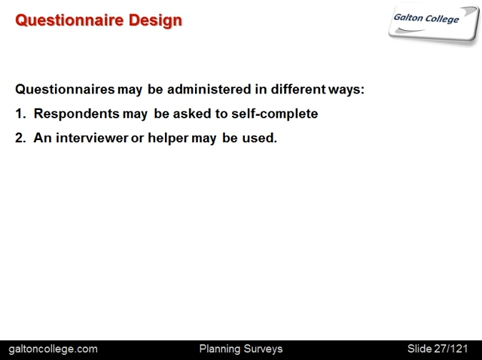 Questionnaire Design
Galton College
Questionnaires may be administered in different ways:
1. Respondents may be asked to self-complete
2. An interviewer or helper may be used.
galtoncollege.com
Planning Surveys
Slide 27/121